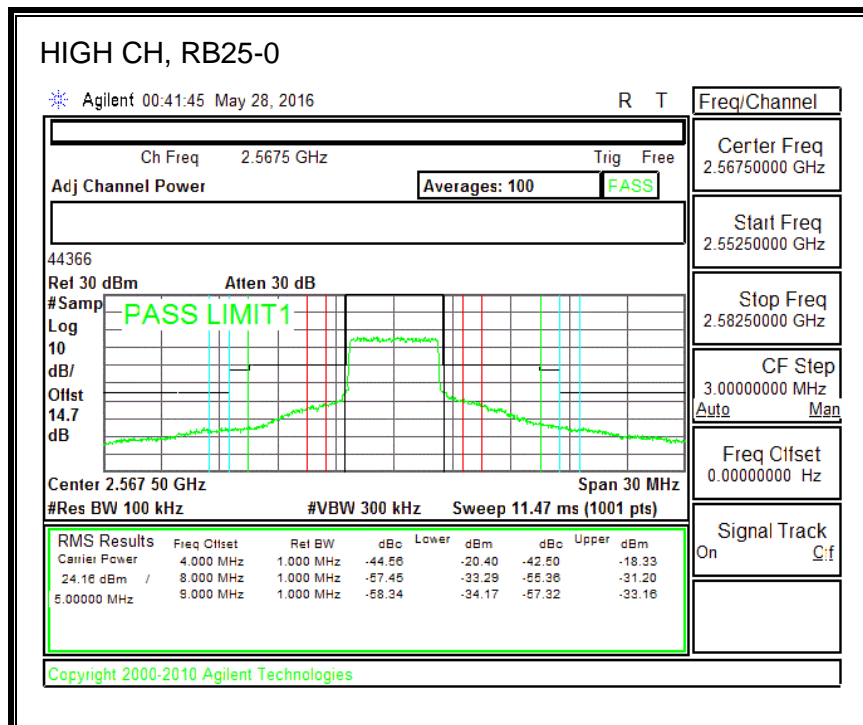 HIGH CH, RB25-0
Agilent 00:41:45 May 28, 2016 R T
Freq/Channel
Ch Freq 2.5675 GHz Trig Free
Adj Channel Power Averages: 100 PASS
Center Freq
2.56750000 GHz
Start Freq
2.55250000 GHz
Stop Freq
2.58250000 GHz
CF Step
3.00000000 MHz
Auto Man
Freq Offset
0.00000000 Hz
Signal Track
On Off
44366
Ref 30 dBm Atten 30 dB
#Samp
Log
10
dB/
Offst
14.7
dB
PASS LIMIT1
Center 2.567 50 GHz Span 30 MHz
#Res BW 100 kHz #VBW 300 kHz Sweep 11.47 ms (1001 pts)
RMS Results Freq Offset Ref BW dBc Lower dBm dBc Upper dBm
Carrier Power 4.000 MHz 1.000 MHz -44.56 -20.40 -42.50 -18.33
24.16 dBm / 8.000 MHz 1.000 MHz -57.45 -33.29 -55.36 -31.20
5.00000 MHz 9.000 MHz 1.000 MHz -58.34 -34.17 -57.32 -33.16
Copyright 2000-2010 Agilent Technologies